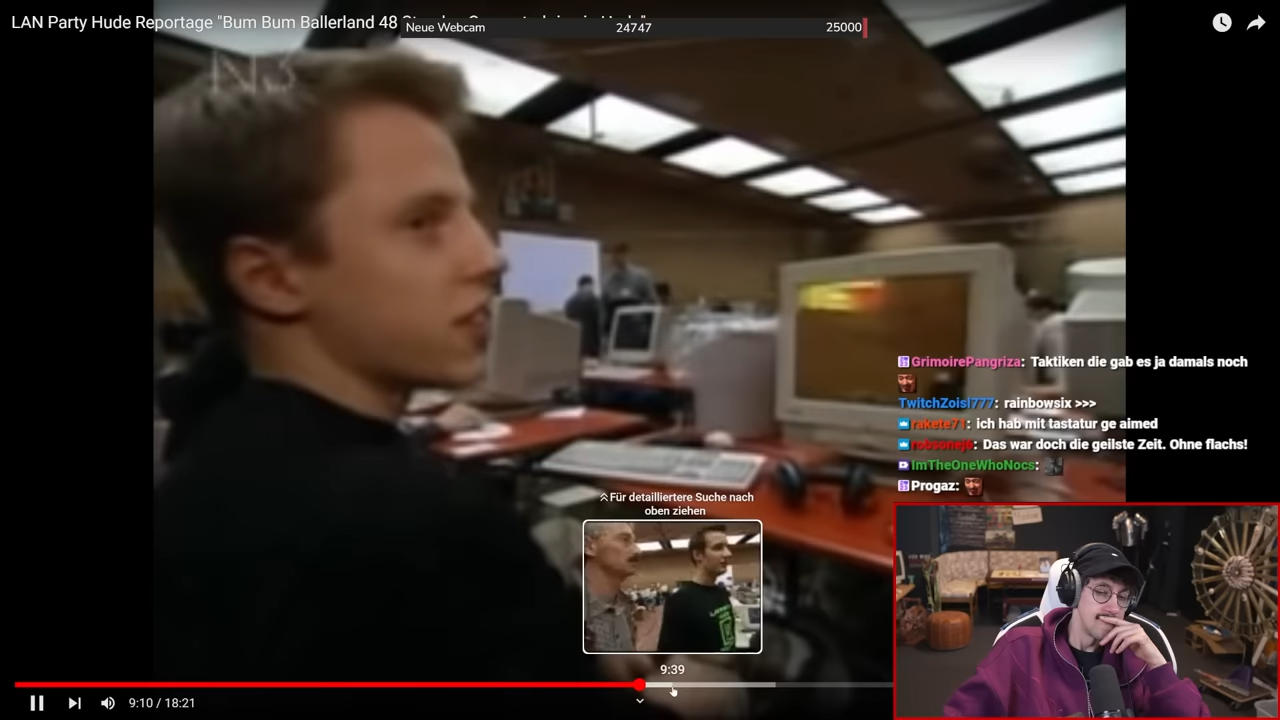 LAN Party Hude Reportage "Bum Bum Ballerland 48
Neue Webcam 24747 25000
N3
GrimoirePangriza: Taktiken die gab es ja damals noch
TwitchZoisl777: rainbowsix >>>
rakete71: ich hab mit tastatur ge aimed
Das war doch die geilste Zeit. Ohne flachs!
ImTheOneWhoNocs:
Progaz:
Für detailliertere Suche nach
oben ziehen
9:39
9:10 / 18:21